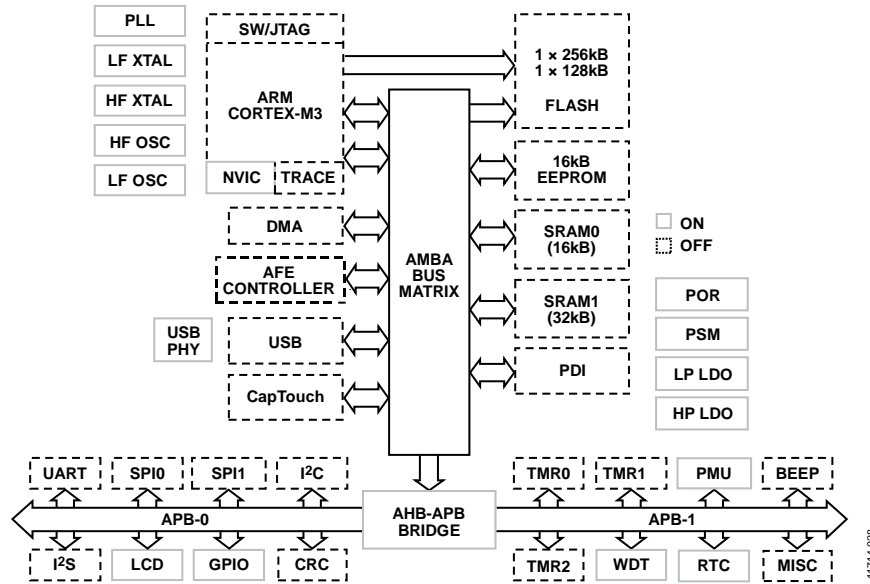 PLL
LF XTAL
HF XTAL
HF OSC
LF OSC
SW/JTAG
ARM
CORTEX-M3
NVIC
TRACE
DMA
AFE
CONTROLLER
USB
PHY
USB
CapTouch
AMBA
BUS
MATRIX
1 × 256kB
1 × 128kB
FLASH
16kB
EEPROM
SRAM0
(16kB)
SRAM1
(32kB)
PDI
ON
OFF
POR
PSM
LP LDO
HP LDO
UART
SPI0
SPI1
I²C
TMR0
TMR1
PMU
BEEP
APB-0
AHB-APB
BRIDGE
APB-1
I²S
LCD
GPIO
CRC
TMR2
WDT
RTC
MISC